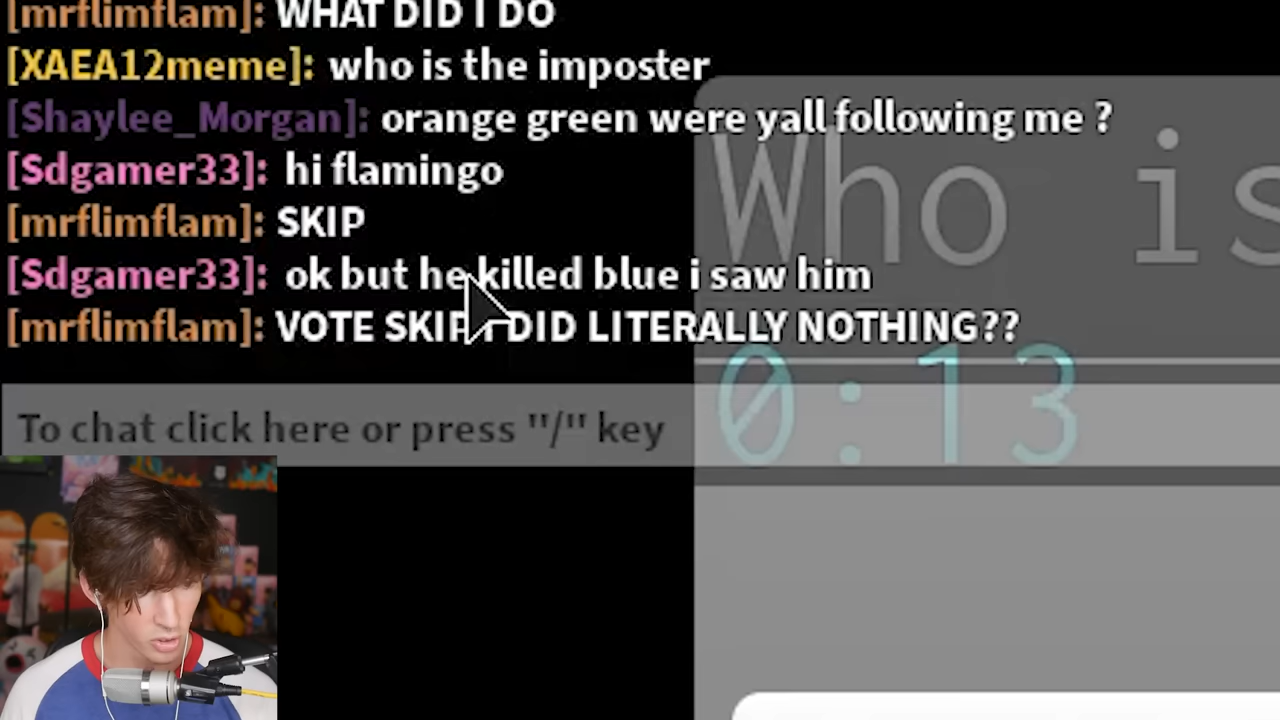 [mrflimflam]: WHAT DID I DO
[XAEA12meme]: who is the imposter
[Shaylee_Morgan]: orange green were yall following me ?
[Sdgamer33]: hi flamingo
[mrflimflam]: SKIP
[Sdgamer33]: ok but he killed blue i saw him
[mrflimflam]: VOTE SKIP I DID LITERALLY NOTHING??
Who is
0:13
To chat click here or press "/" key